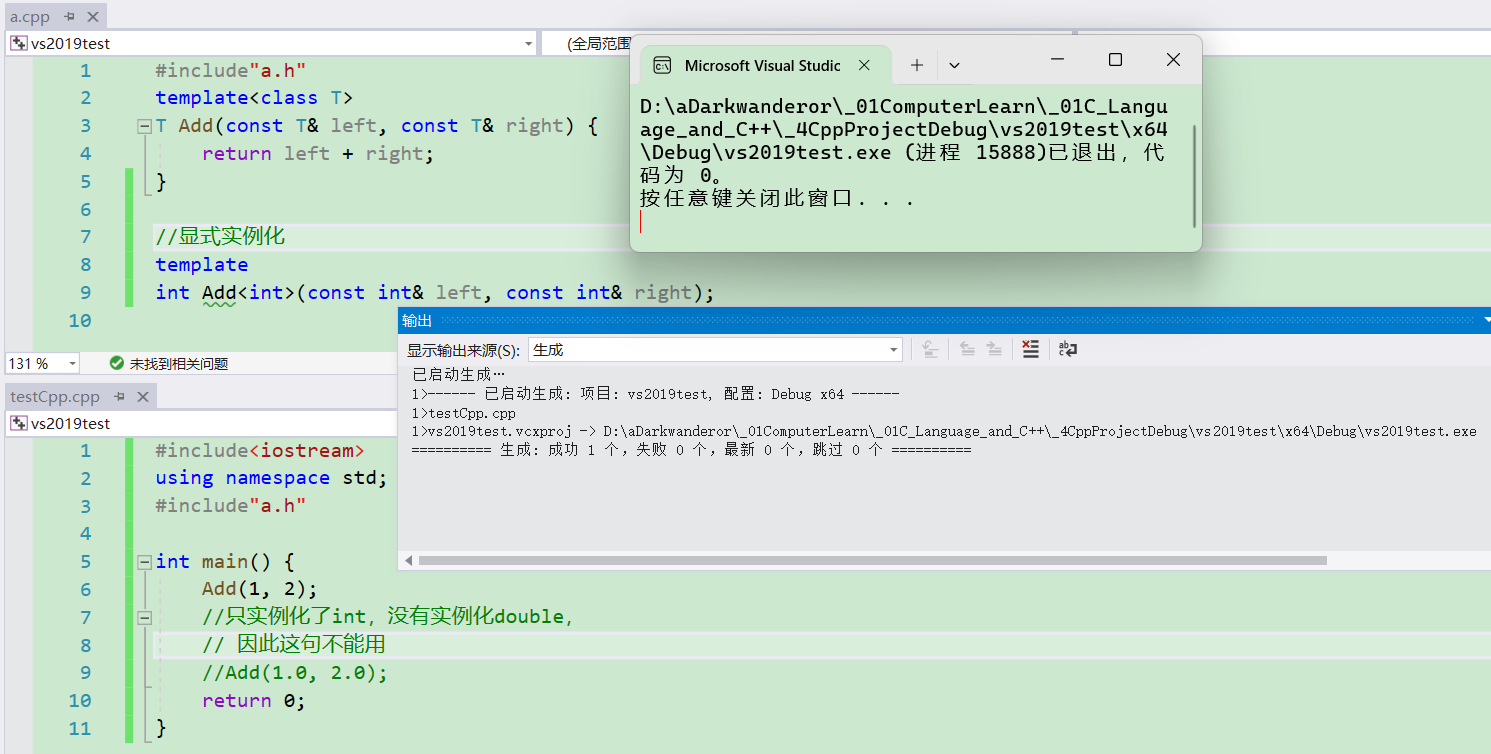 a.cpp
vs2019test
(全局范围
1 #include"a.h"
2 template<class T>
3 T Add(const T& left, const T& right) {
4 return left + right;
5 }
6
7 //显式实例化
8 template
9 int Add<int>(const int& left, const int& right);
10
131 %
未找到相关问题
Microsoft Visual Studic
D:\aDarkwanderor\_01ComputerLearn\_01C_Langu
age_and_C++\_4CppProjectDebug\vs2019test\x64
\Debug\vs2019test.exe (进程 15888)已退出，代
码为 0。
按任意键关闭此窗口. . .
输出
显示输出来源(S): 生成
已启动生成…
1>------ 已启动生成: 项目: vs2019test, 配置: Debug x64 ------
1>testCpp.cpp
1>vs2019test.vcxproj -> D:\aDarkwanderor\_01ComputerLearn\_01C_Language_and_C++\_4CppProjectDebug\vs2019test\x64\Debug\vs2019test.exe
========== 生成: 成功 1 个，失败 0 个，最新 0 个，跳过 0 个 ==========
testCpp.cpp
vs2019test
1 #include<iostream>
2 using namespace std;
3 #include"a.h"
4
5 int main() {
6 Add(1, 2);
7 //只实例化了int，没有实例化double，
8 // 因此这句不能用
9 //Add(1.0, 2.0);
10 return 0;
11 }